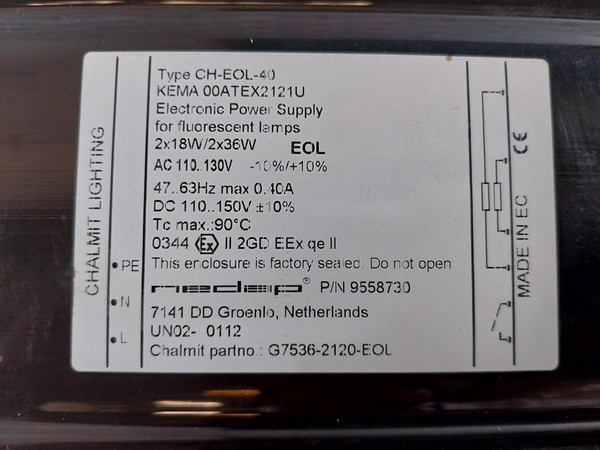 CHALMIT LIGHTING
Type CH-EOL-40
KEMA 00ATEX2121U
Electronic Power Supply
for fluorescent lamps
2x18W/2x36W EOL
AC 110..130V -10%/+10%
47..63Hz max 0.40A
DC 110..150V ±10%
Tc max.:90°C
0344 Ex II 2GD EEx qe II
PE This enclosure is factory sealed. Do not open
nedap® P/N 9558730
N 7141 DD Groenlo, Netherlands
UN02- 0112
L Chalmit partno : G7536-2120-EOL
MADE IN EC CE